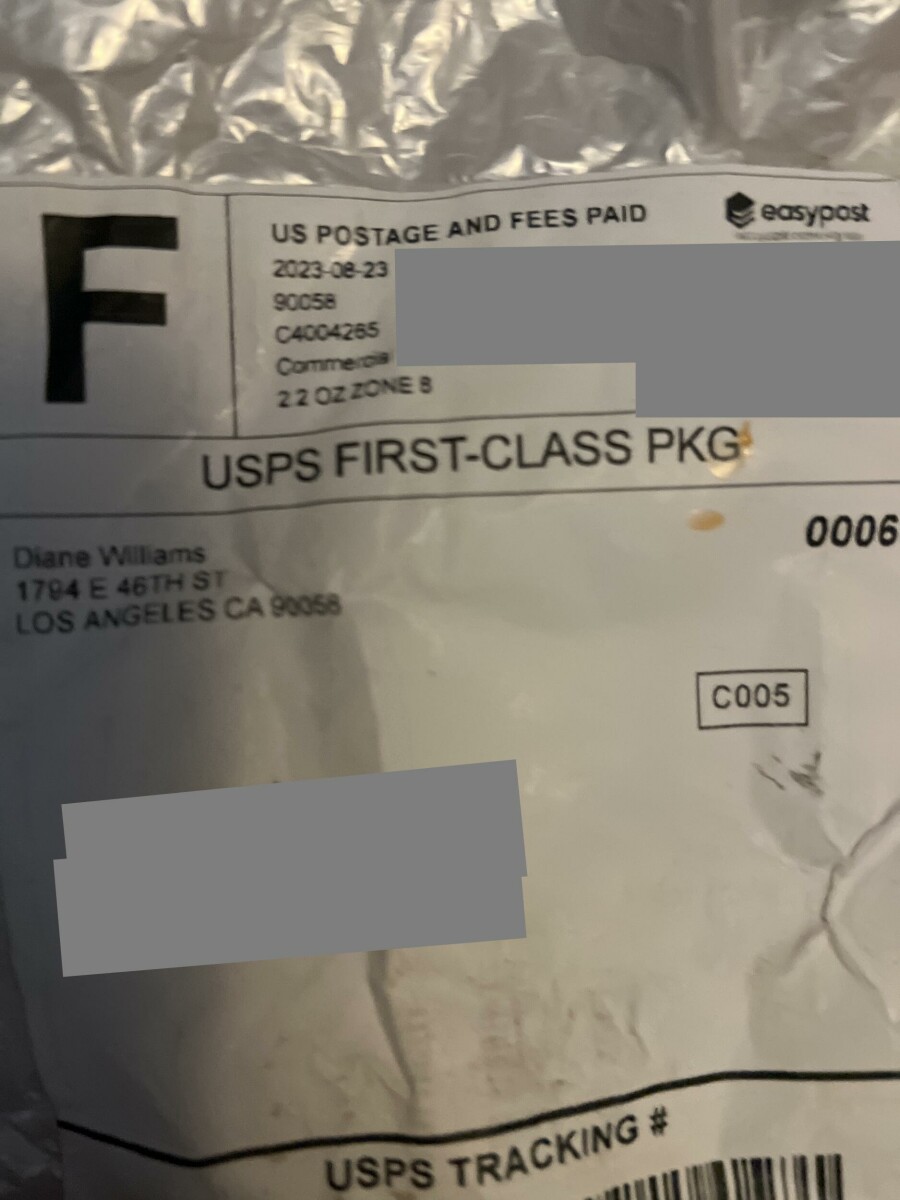 F
US POSTAGE AND FEES PAID
easypost
2023-08-23
90058
C4004265
Commercial
2.2 OZ ZONE 8
USPS FIRST-CLASS PKG
0006
Diane Williams
1794 E 46TH ST
LOS ANGELES CA 90058
C005
USPS TRACKING #